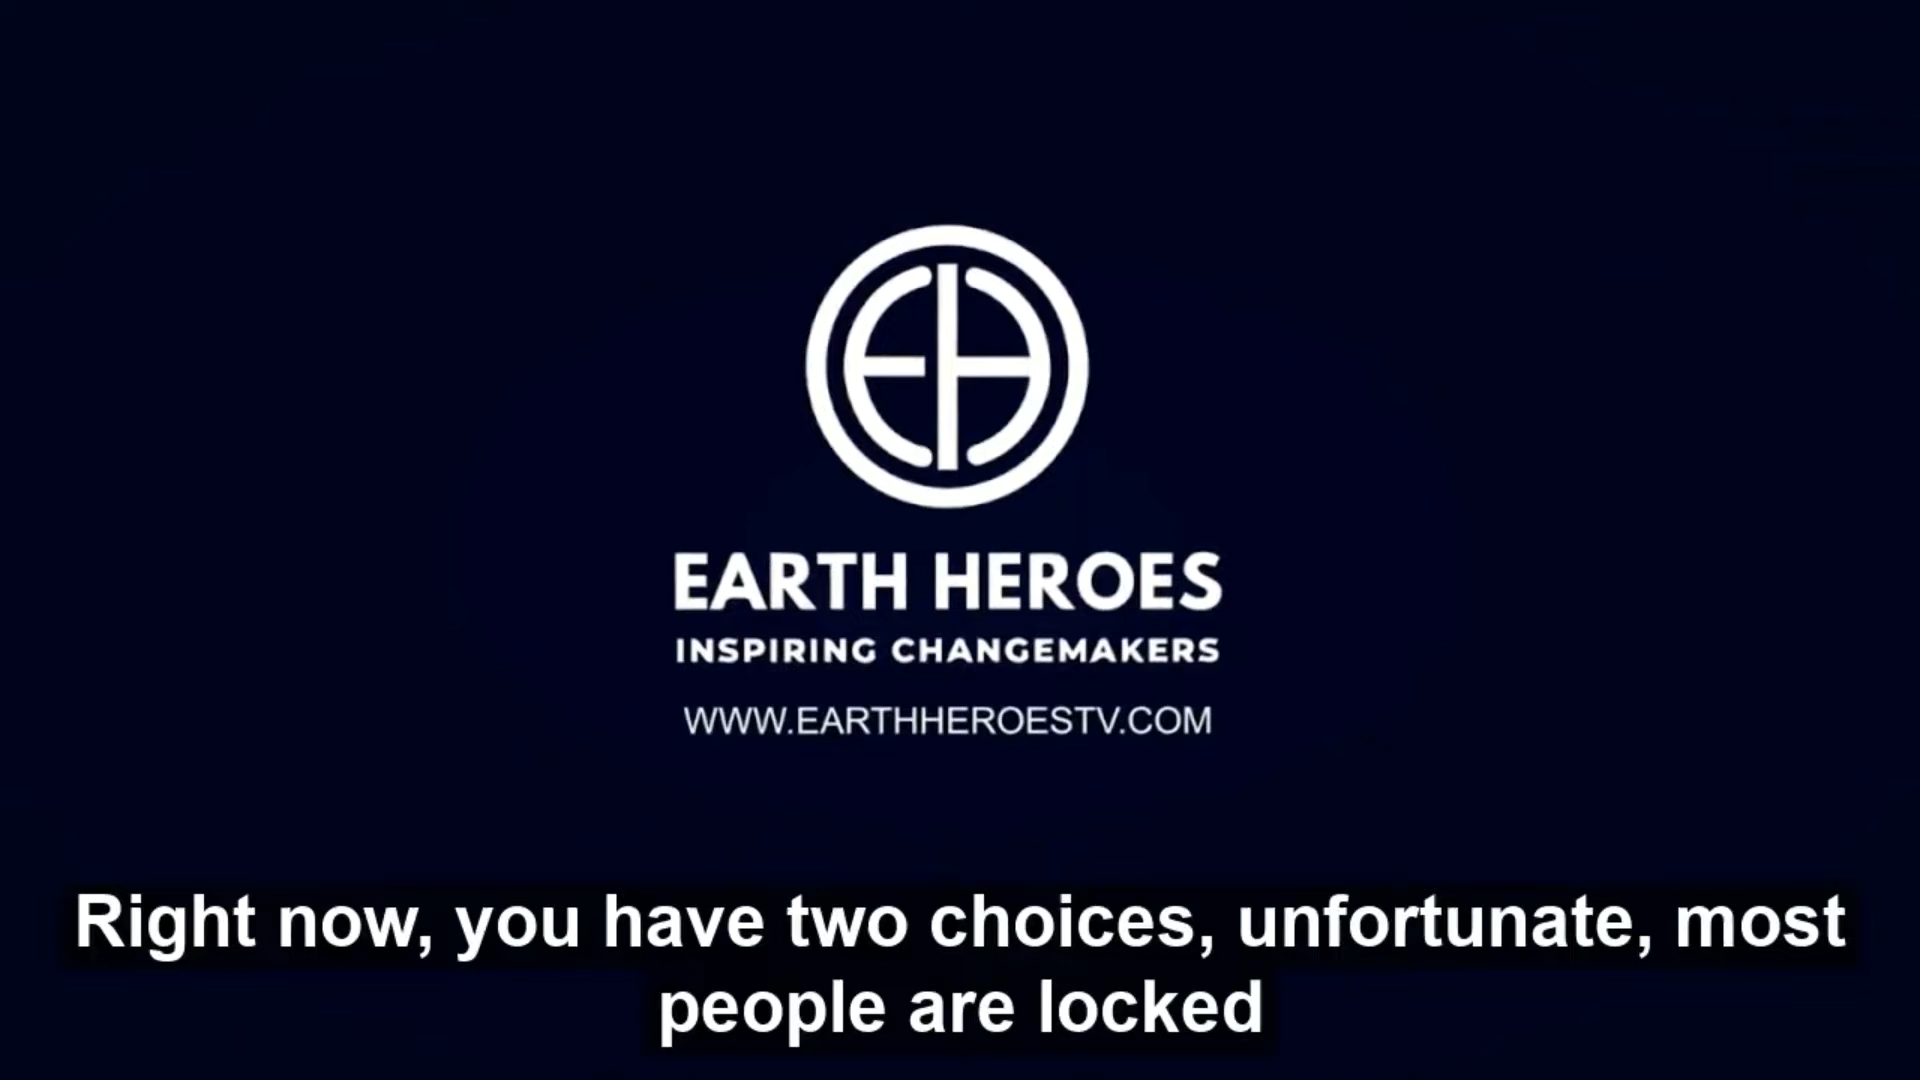 EARTH HEROES
INSPIRING CHANGEMAKERS
WWW.EARTHHEROESTV.COM
Right now, you have two choices, unfortunate, most
people are locked